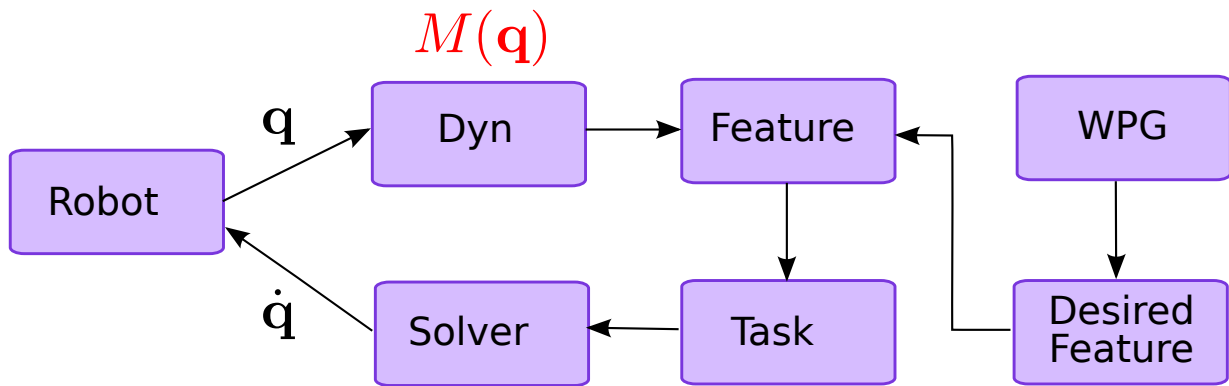 M(q)
q
Dyn
Feature
WPG
Robot
q̇
Solver
Task
Desired
Feature